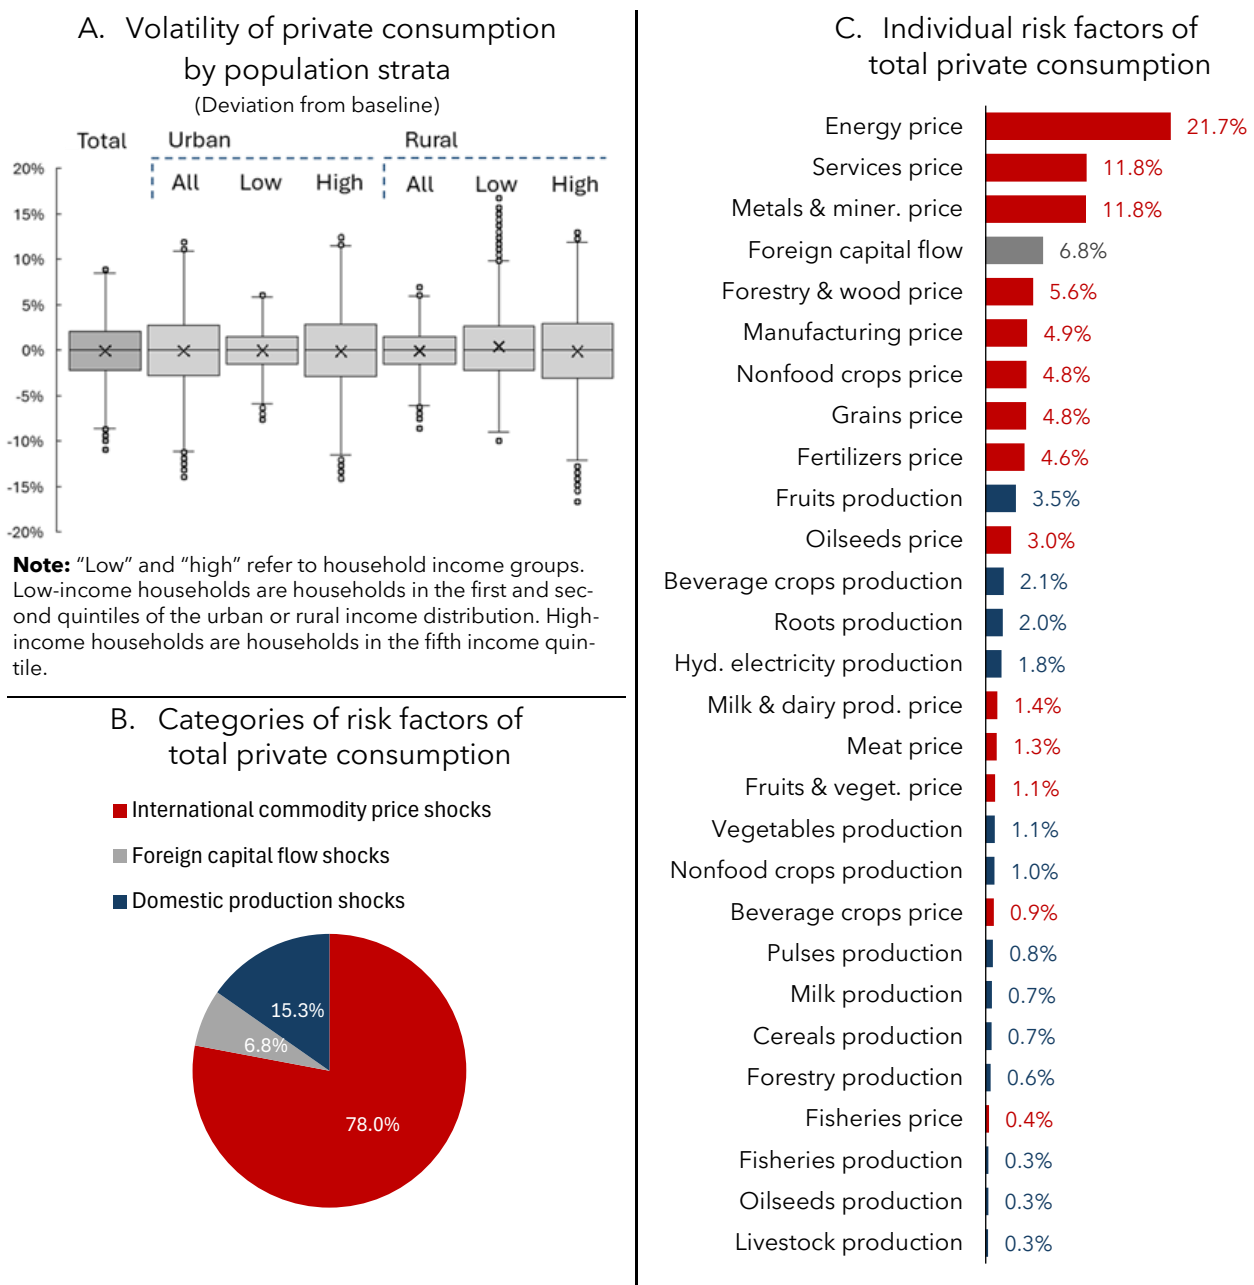 A. Volatility of private consumption
by population strata
(Deviation from baseline)
Total Urban Rural
All Low High All Low High
20%
15%
10%
5%
0%
-5%
-10%
-15%
-20%
Note: “Low” and “high” refer to household income groups.
Low-income households are households in the first and sec-
ond quintiles of the urban or rural income distribution. High-
income households are households in the fifth income quin-
tile.
B. Categories of risk factors of
total private consumption
International commodity price shocks
Foreign capital flow shocks
Domestic production shocks
15.3%
6.8%
78.0%
C. Individual risk factors of
total private consumption
Energy price 21.7%
Services price 11.8%
Metals & miner. price 11.8%
Foreign capital flow 6.8%
Forestry & wood price 5.6%
Manufacturing price 4.9%
Nonfood crops price 4.8%
Grains price 4.8%
Fertilizers price 4.6%
Fruits production 3.5%
Oilseeds price 3.0%
Beverage crops production 2.1%
Roots production 2.0%
Hyd. electricity production 1.8%
Milk & dairy prod. price 1.4%
Meat price 1.3%
Fruits & veget. price 1.1%
Vegetables production 1.1%
Nonfood crops production 1.0%
Beverage crops price 0.9%
Pulses production 0.8%
Milk production 0.7%
Cereals production 0.7%
Forestry production 0.6%
Fisheries price 0.4%
Fisheries production 0.3%
Oilseeds production 0.3%
Livestock production 0.3%